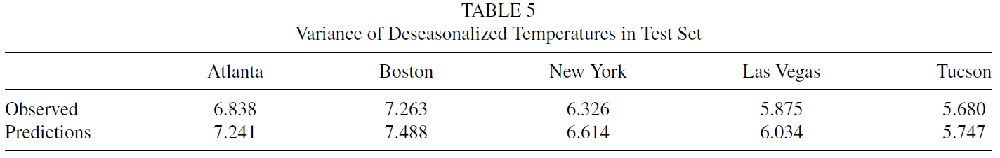 TABLE 5
Variance of Deseasonalized Temperatures in Test Set
Atlanta Boston New York Las Vegas Tucson
Observed 6.838 7.263 6.326 5.875 5.680
Predictions 7.241 7.488 6.614 6.034 5.747